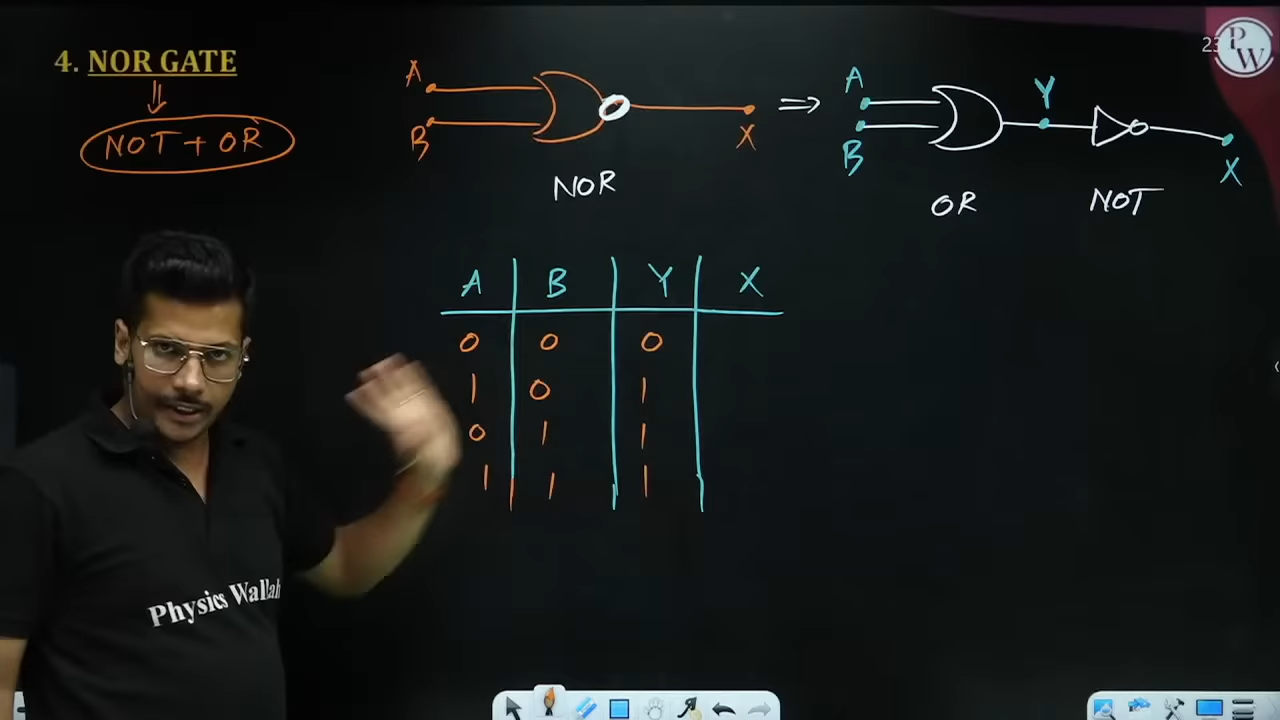 4. NOR GATE
NOT + OR
A
B
X
NOR
⇒
A
B
Y
X
OR
NOT
A B Y X
0 0 0
1 0 1
0 1 1
1 1 1
Physics Wallah
PW